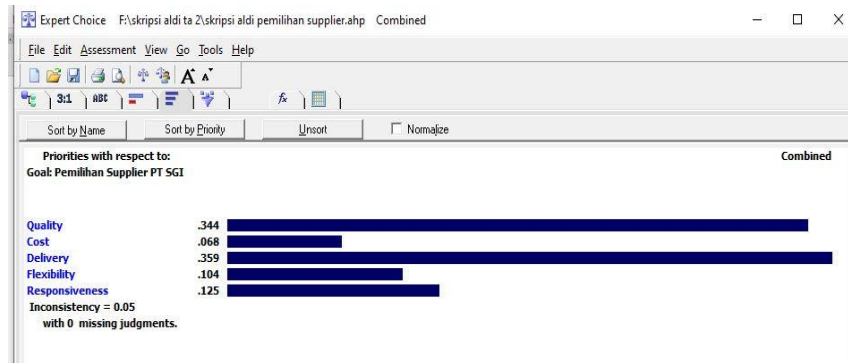 Expert Choice F:\skripsi aldi ta 2\skripsi aldi pemilihan supplier.ahp Combined
File Edit Assessment View Go Tools Help
A A
3:1 ABC fx
Sort by Name Sort by Priority Unsort Normalize
Priorities with respect to: Combined
Goal: Pemilihan Supplier PT SGI
Quality .344
Cost .068
Delivery .359
Flexibility .104
Responsiveness .125
Inconsistency = 0.05
with 0 missing judgments.